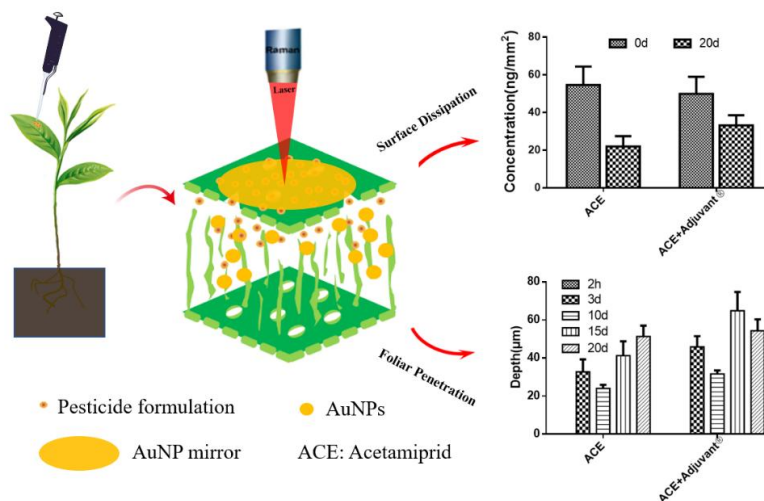 Raman
Laser
Surface Dissipation
Foliar Penetration
Concentration(ng/mm²)
80
60
40
20
0
0d
20d
ACE
ACE+Adjuvant®
Depth(μm)
80
60
40
20
0
2h
3d
10d
15d
20d
ACE
ACE+Adjuvant®
Pesticide formulation
AuNPs
AuNP mirror
ACE: Acetamiprid